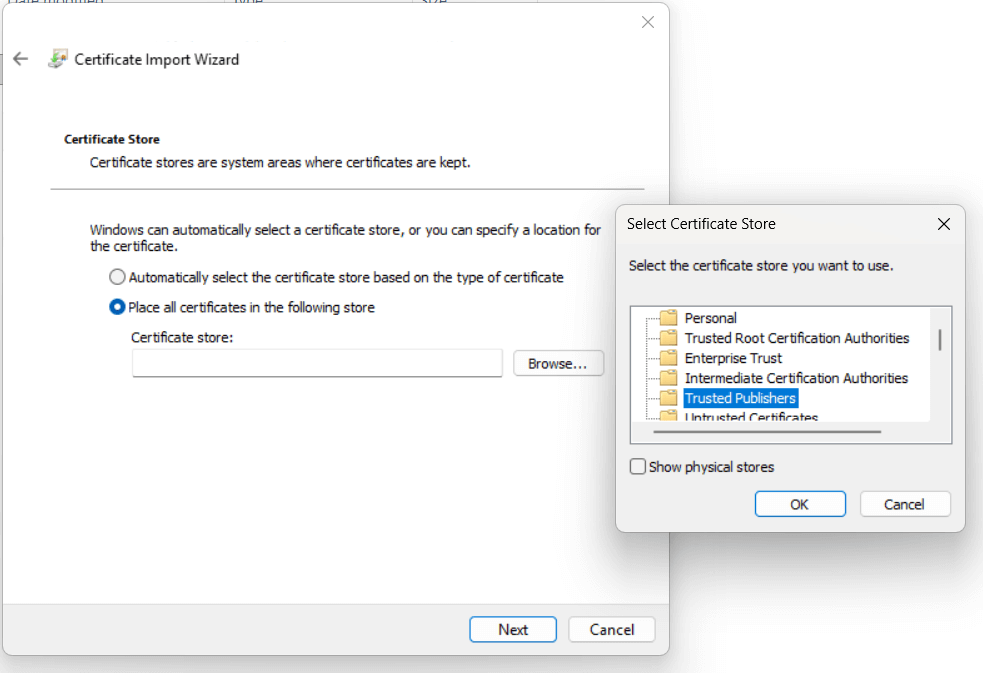 Date modified
Type
Size
Certificate Import Wizard
Certificate Store
Certificate stores are system areas where certificates are kept.
Windows can automatically select a certificate store, or you can specify a location for
the certificate.
Automatically select the certificate store based on the type of certificate
Place all certificates in the following store
Certificate store:
Browse...
Next
Cancel
Select Certificate Store
Select the certificate store you want to use.
Personal
Trusted Root Certification Authorities
Enterprise Trust
Intermediate Certification Authorities
Trusted Publishers
Untrusted Certificates
Show physical stores
OK
Cancel